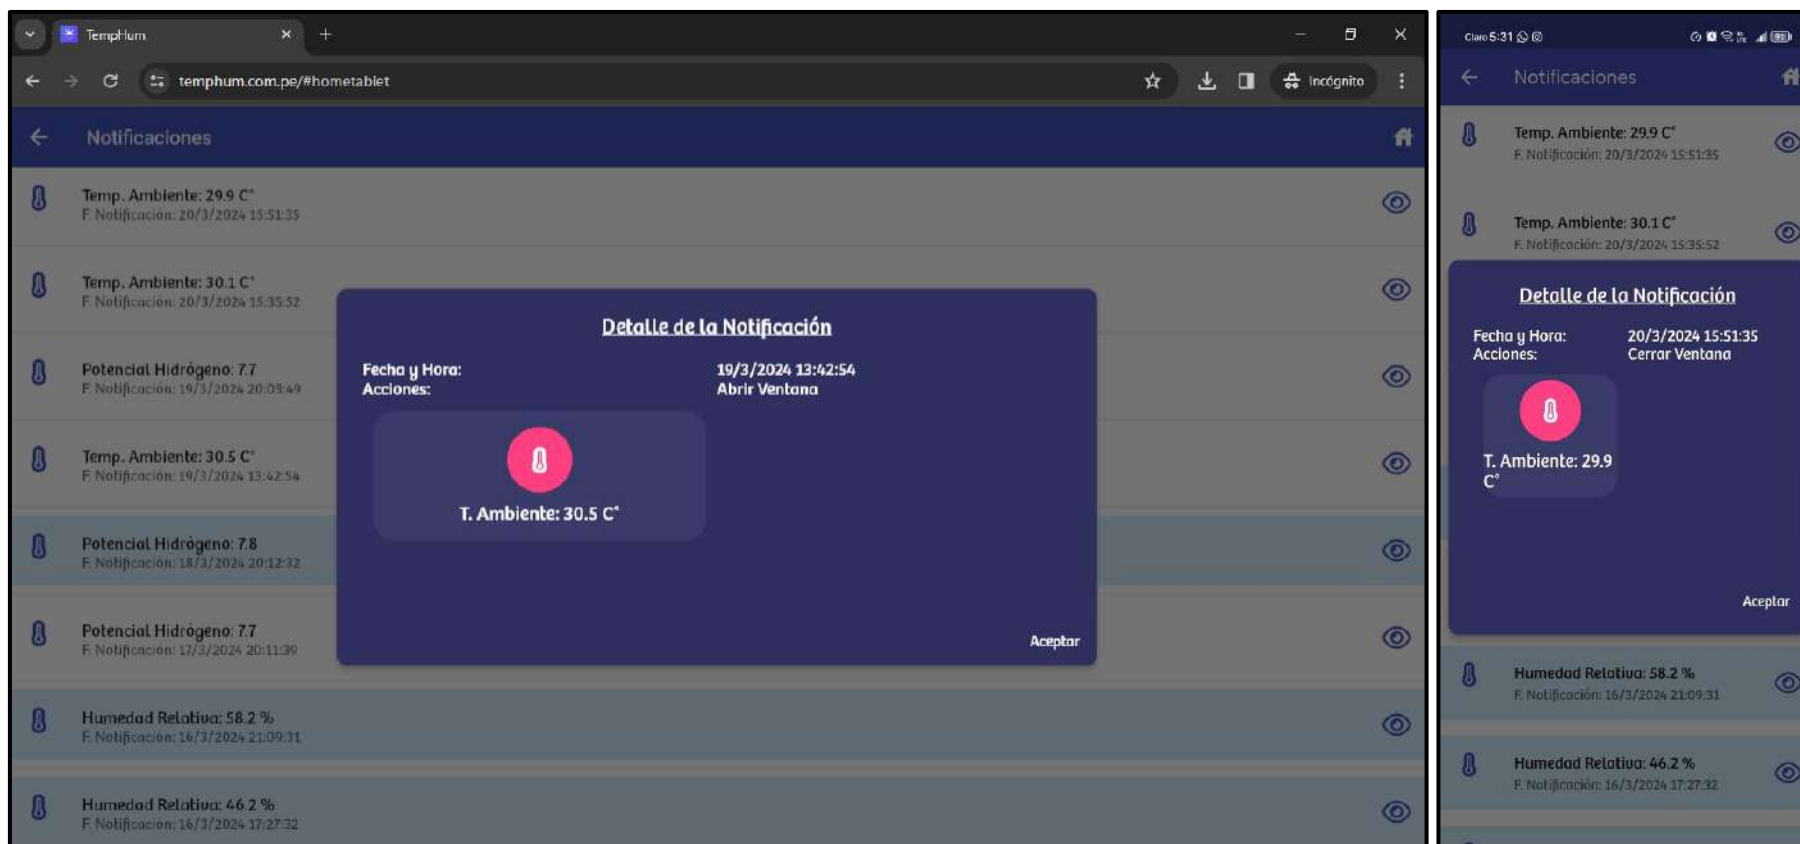 TempHum
temphum.com.pe/#hometablet
Incógnito
Notificaciones
Temp. Ambiente: 29.9 C°
F. Notificación: 20/3/2024 15:51:35
Temp. Ambiente: 30.1 C°
F. Notificación: 20/3/2024 15:35:52
Potencial Hidrógeno: 7.7
F. Notificación: 19/3/2024 20:03:49
Temp. Ambiente: 30.5 C°
F. Notificación: 19/3/2024 13:42:54
Potencial Hidrógeno: 7.8
F. Notificación: 18/3/2024 20:12:32
Potencial Hidrógeno: 7.7
F. Notificación: 17/3/2024 20:11:39
Humedad Relativa: 58.2 %
F. Notificación: 16/3/2024 21:09:31
Humedad Relativa: 46.2 %
F. Notificación: 16/3/2024 17:27:32
Detalle de la Notificación
Fecha y Hora: 19/3/2024 13:42:54
Acciones: Abrir Ventana
T. Ambiente: 30.5 C°
Aceptar
Claro 5:31
Notificaciones
Temp. Ambiente: 29.9 C°
F. Notificación: 20/3/2024 15:51:35
Temp. Ambiente: 30.1 C°
F. Notificación: 20/3/2024 15:35:52
Detalle de la Notificación
Fecha y Hora: 20/3/2024 15:51:35
Acciones: Cerrar Ventana
T. Ambiente: 29.9
C°
Aceptar
Humedad Relativa: 58.2 %
F. Notificación: 16/3/2024 21:09:31
Humedad Relativa: 46.2 %
F. Notificación: 16/3/2024 17:27:32